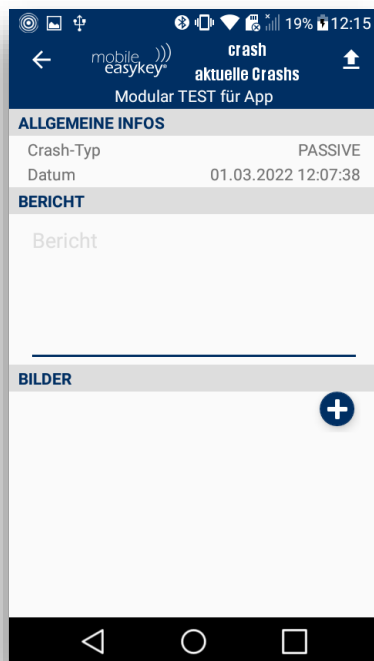 19% 12:15
mobile easykey®
crash
aktuelle Crashs
Modular TEST für App
ALLGEMEINE INFOS
Crash-Typ PASSIVE
Datum 01.03.2022 12:07:38
BERICHT
Bericht
BILDER